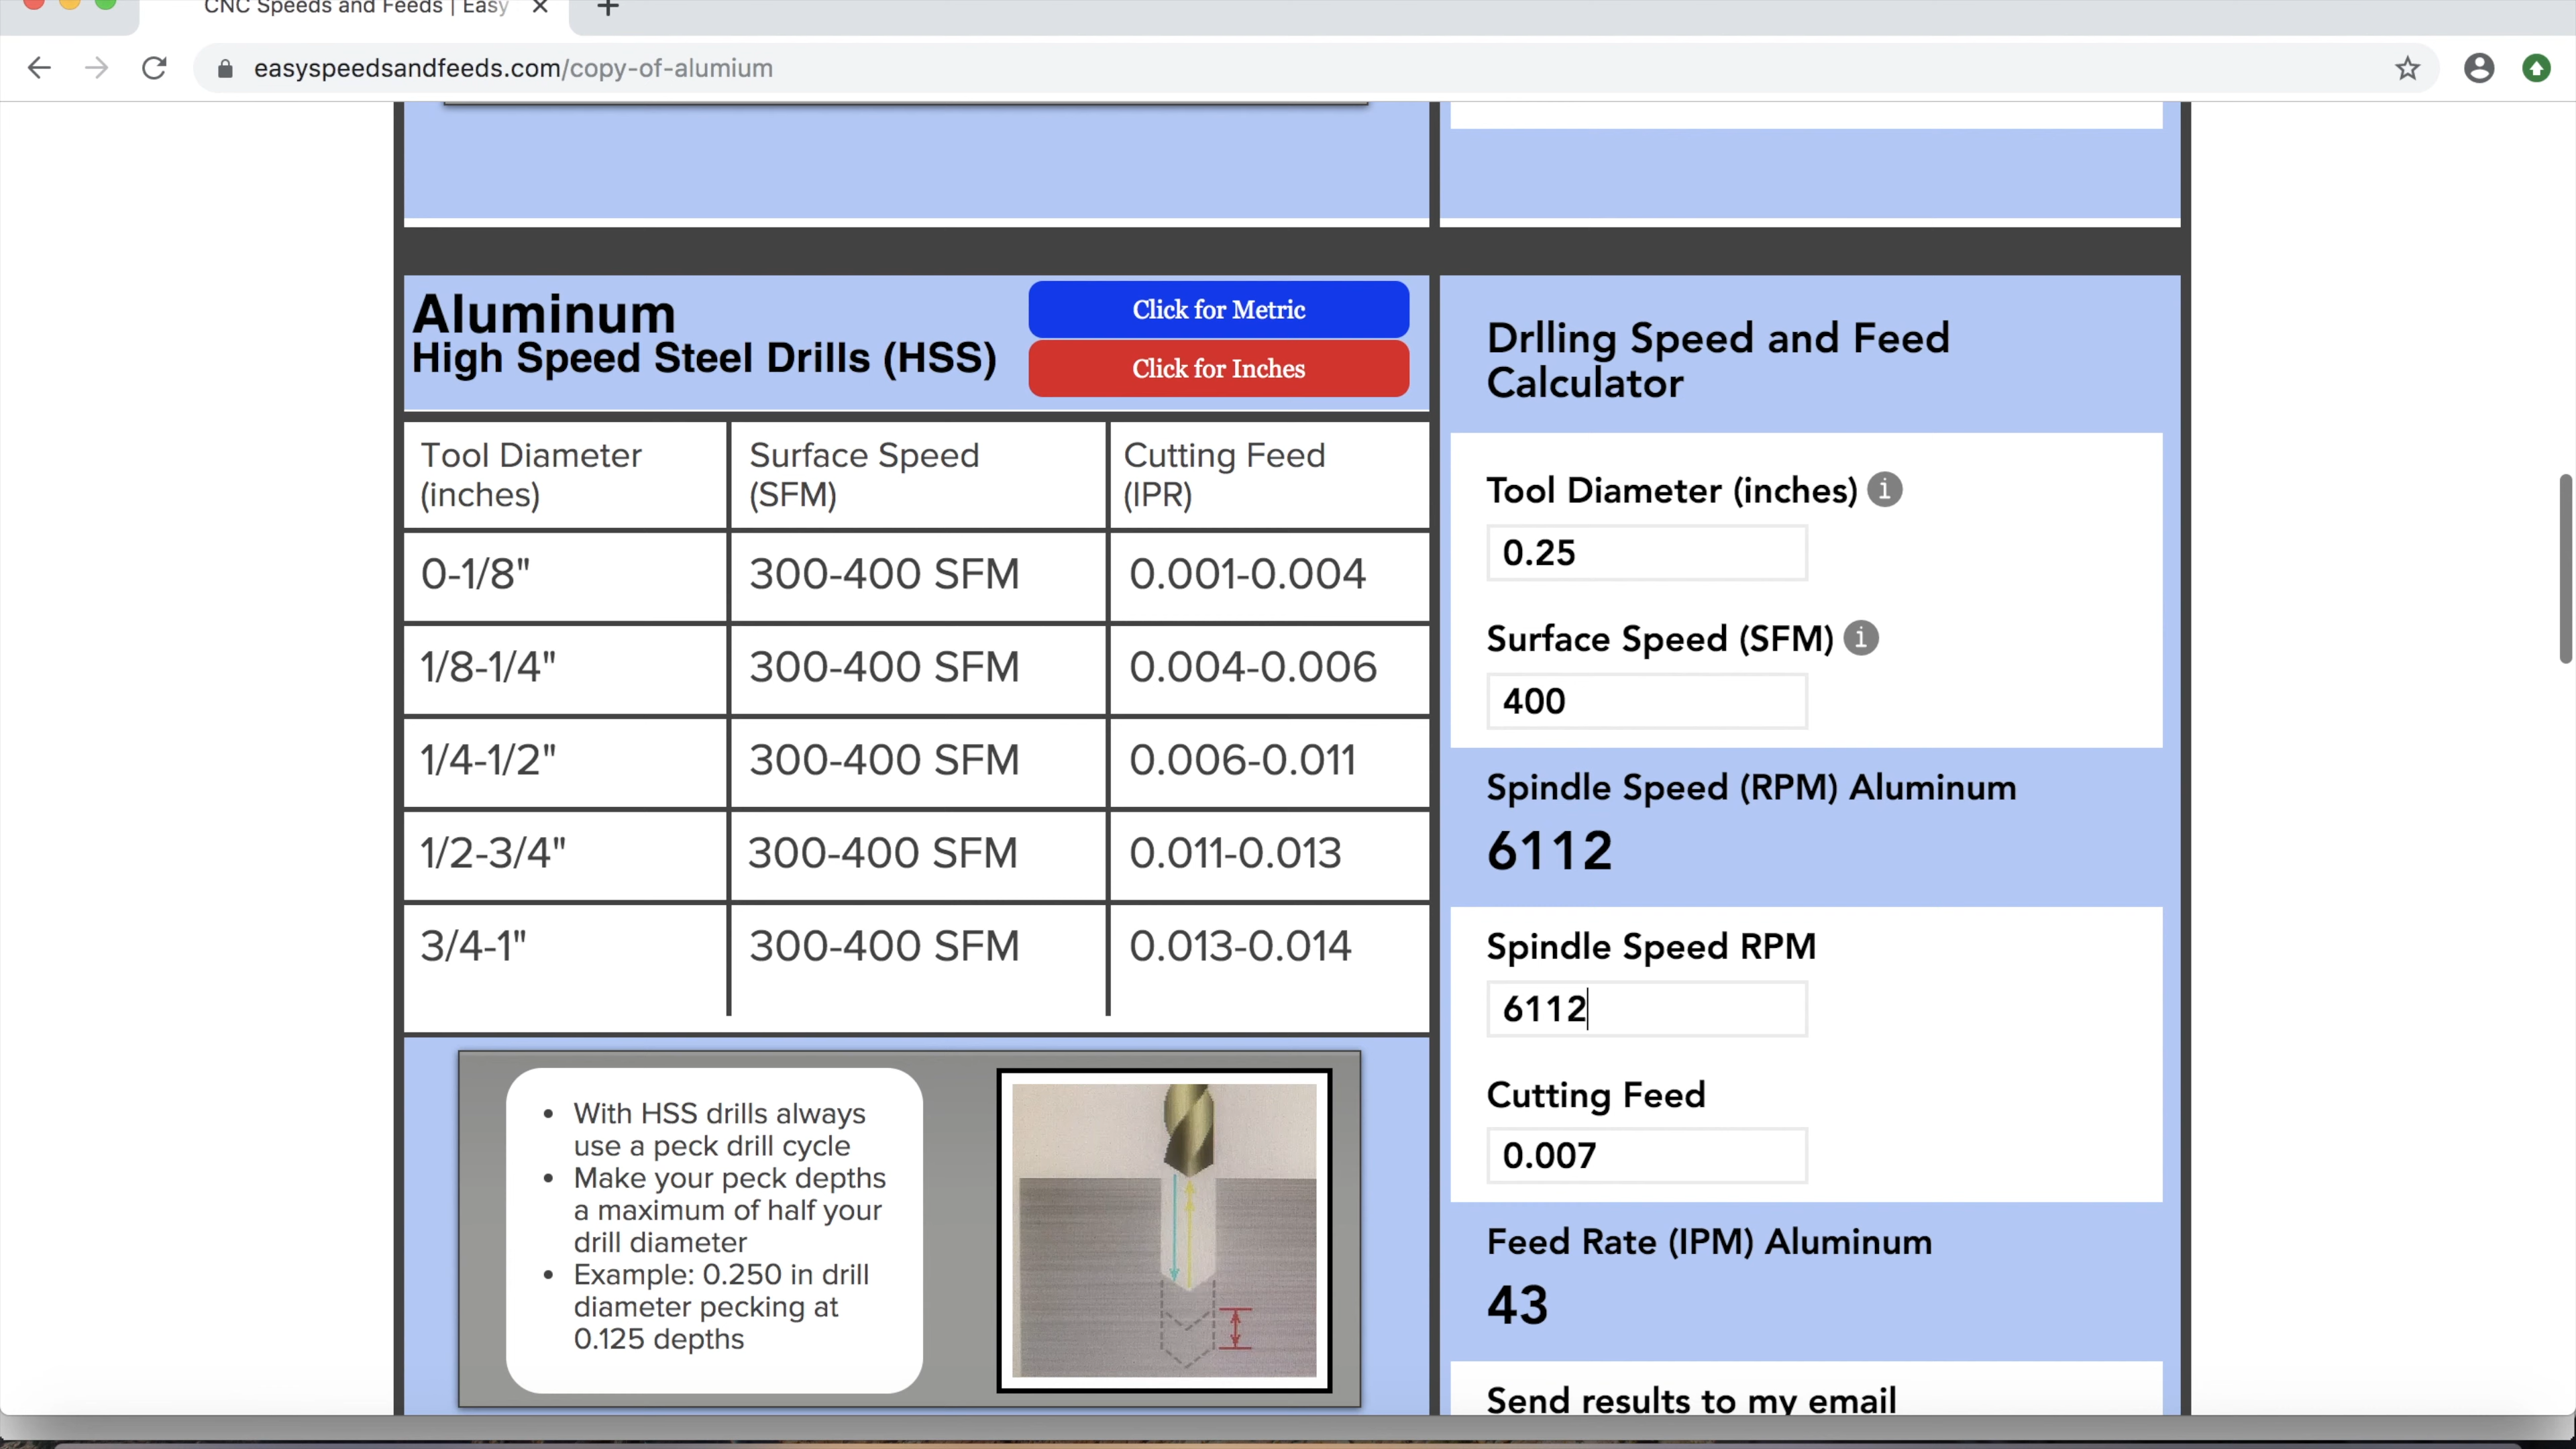 CNC Speeds and Feeds | Easy
easyspeedsandfeeds.com/copy-of-alumium
Aluminum
High Speed Steel Drills (HSS)
Click for Metric
Click for Inches
Tool Diameter
(inches)
Surface Speed
(SFM)
Cutting Feed
(IPR)
0-1/8"
300-400 SFM
0.001-0.004
1/8-1/4"
300-400 SFM
0.004-0.006
1/4-1/2"
300-400 SFM
0.006-0.011
1/2-3/4"
300-400 SFM
0.011-0.013
3/4-1"
300-400 SFM
0.013-0.014
• With HSS drills always
use a peck drill cycle
• Make your peck depths
a maximum of half your
drill diameter
• Example: 0.250 in drill
diameter pecking at
0.125 depths
Drlling Speed and Feed
Calculator
Tool Diameter (inches)
0.25
Surface Speed (SFM)
400
Spindle Speed (RPM) Aluminum
6112
Spindle Speed RPM
6112
Cutting Feed
0.007
Feed Rate (IPM) Aluminum
43
Send results to my email